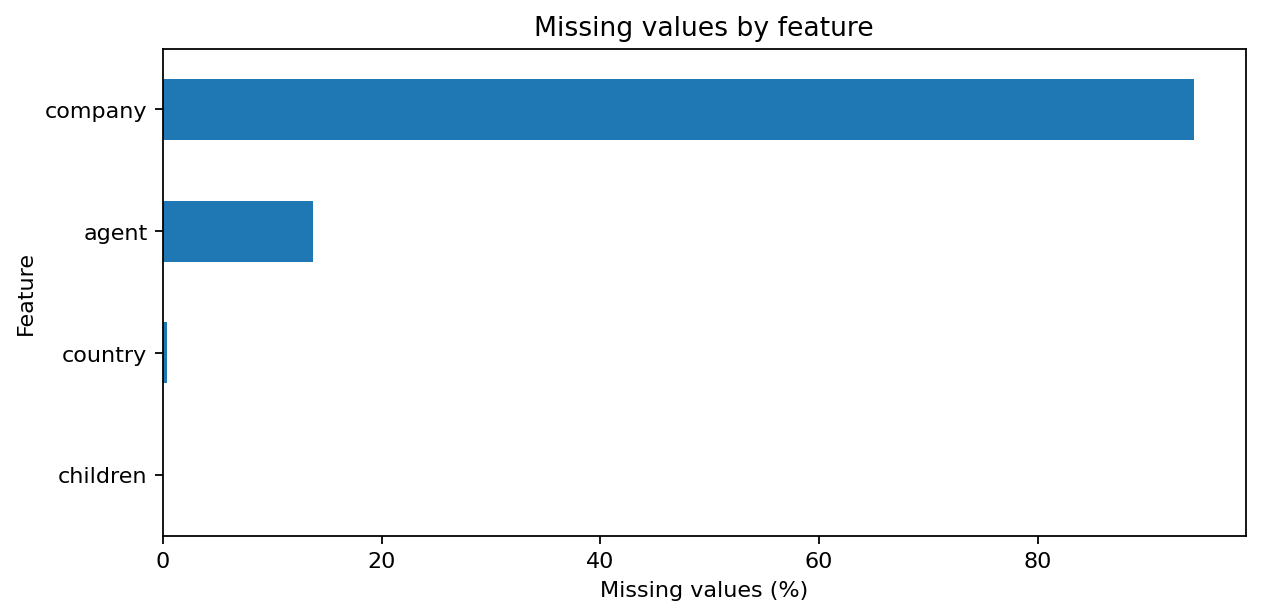 Missing values by feature
company
agent
country
children
Feature
0 20 40 60 80
Missing values (%)